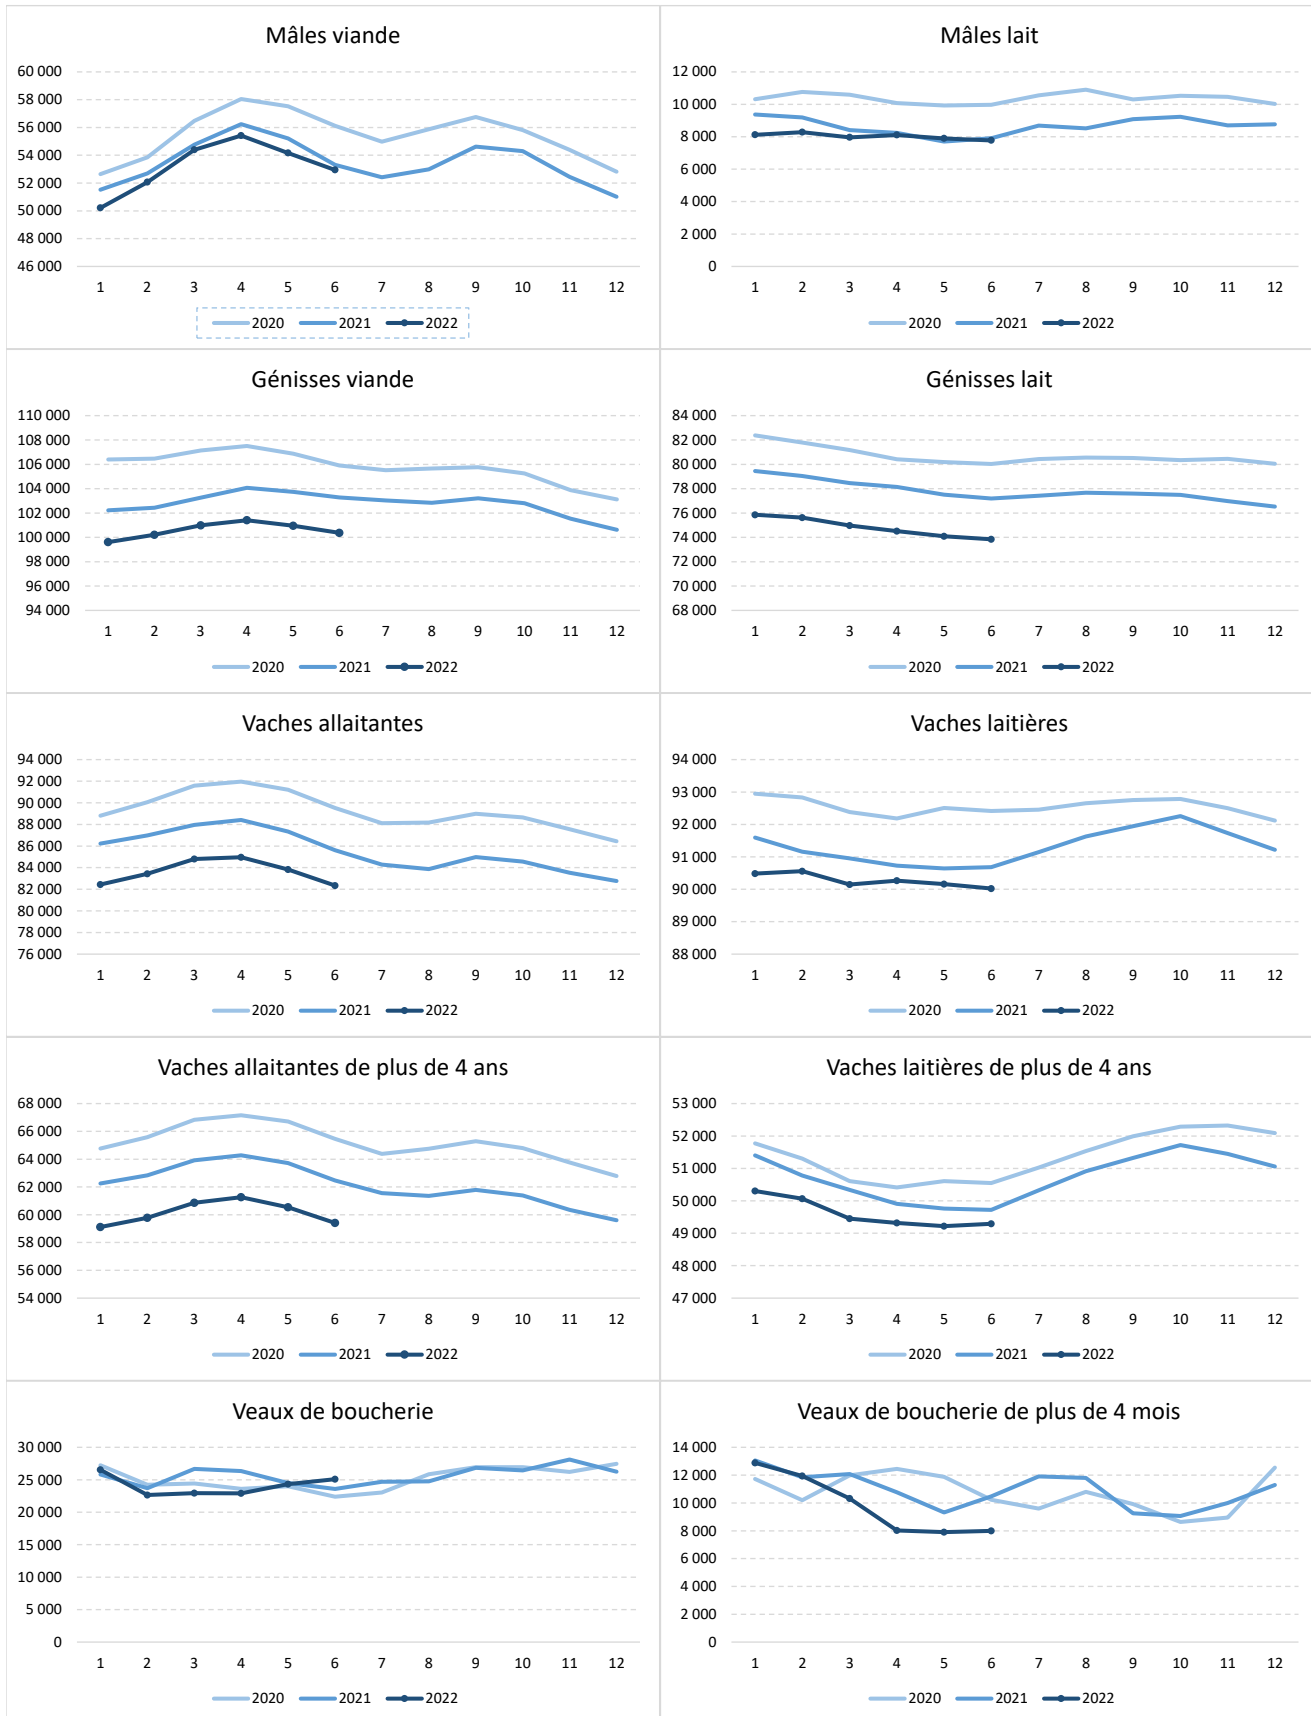 Mâles viande
60 000
58 000
56 000
54 000
52 000
50 000
48 000
46 000
1 2 3 4 5 6 7 8 9 10 11 12
2020 2021 2022
Mâles lait
12 000
10 000
8 000
6 000
4 000
2 000
0
1 2 3 4 5 6 7 8 9 10 11 12
2020 2021 2022
Génisses viande
110 000
108 000
106 000
104 000
102 000
100 000
98 000
96 000
94 000
1 2 3 4 5 6 7 8 9 10 11 12
2020 2021 2022
Génisses lait
84 000
82 000
80 000
78 000
76 000
74 000
72 000
70 000
68 000
1 2 3 4 5 6 7 8 9 10 11 12
2020 2021 2022
Vaches allaitantes
94 000
92 000
90 000
88 000
86 000
84 000
82 000
80 000
78 000
76 000
1 2 3 4 5 6 7 8 9 10 11 12
2020 2021 2022
Vaches laitières
94 000
93 000
92 000
91 000
90 000
89 000
88 000
1 2 3 4 5 6 7 8 9 10 11 12
2020 2021 2022
Vaches allaitantes de plus de 4 ans
68 000
66 000
64 000
62 000
60 000
58 000
56 000
54 000
1 2 3 4 5 6 7 8 9 10 11 12
2020 2021 2022
Vaches laitières de plus de 4 ans
53 000
52 000
51 000
50 000
49 000
48 000
47 000
1 2 3 4 5 6 7 8 9 10 11 12
2020 2021 2022
Veaux de boucherie
30 000
25 000
20 000
15 000
10 000
5 000
0
1 2 3 4 5 6 7 8 9 10 11 12
2020 2021 2022
Veaux de boucherie de plus de 4 mois
14 000
12 000
10 000
8 000
6 000
4 000
2 000
0
1 2 3 4 5 6 7 8 9 10 11 12
2020 2021 2022